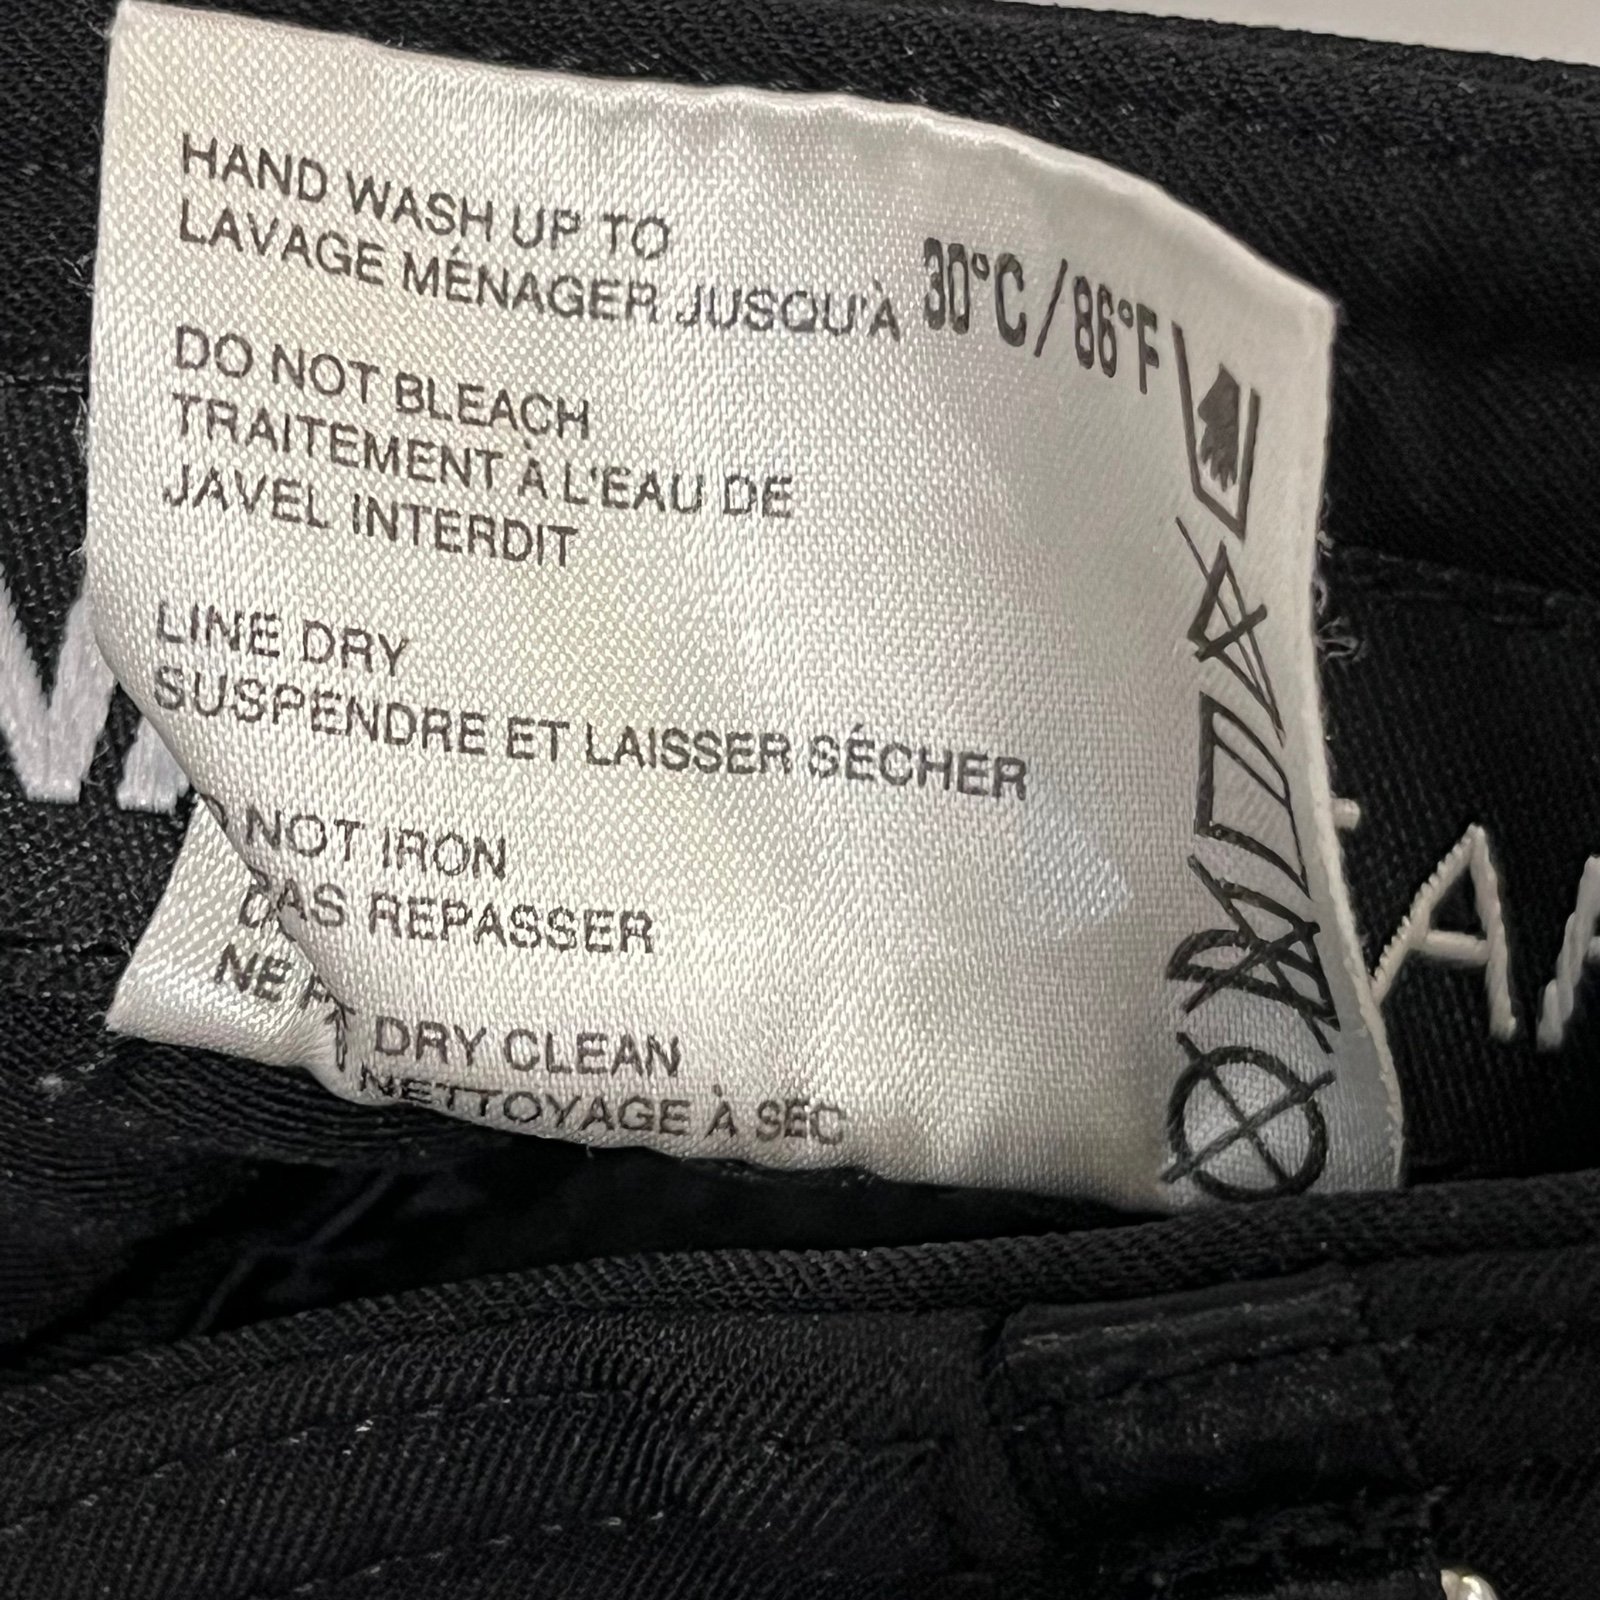 HAND WASH UP TO
LAVAGE MÉNAGER JUSQU'À 30°C / 86°F
DO NOT BLEACH
TRAITEMENT À L'EAU DE
JAVEL INTERDIT
LINE DRY
SUSPENDRE ET LAISSER SÉCHER
NOT IRON
NE PAS REPASSER
DRY CLEAN
NETTOYAGE À SEC